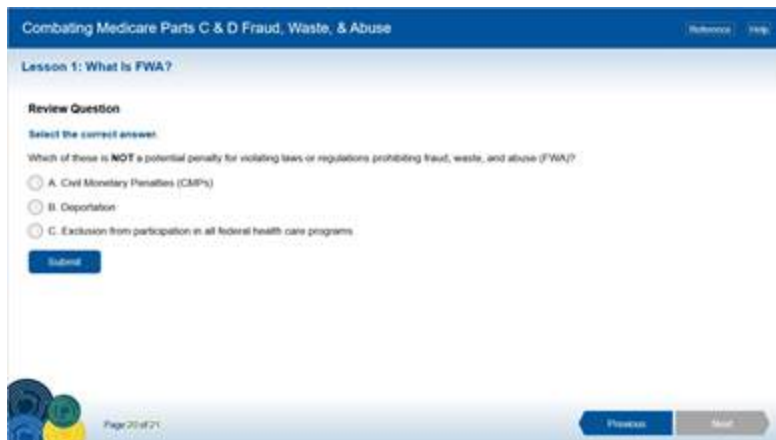 Combating Medicare Parts C & D Fraud, Waste, & Abuse
Reference Help
Lesson 1: What Is FWA?
Review Question
Select the correct answer.
Which of these is NOT a potential penalty for violating laws or regulations prohibiting fraud, waste, and abuse (FWA)?
A. Civil Monetary Penalties (CMPs)
B. Deportation
C. Exclusion from participation in all federal health care programs
Submit
Page 20 of 21
Previous Next